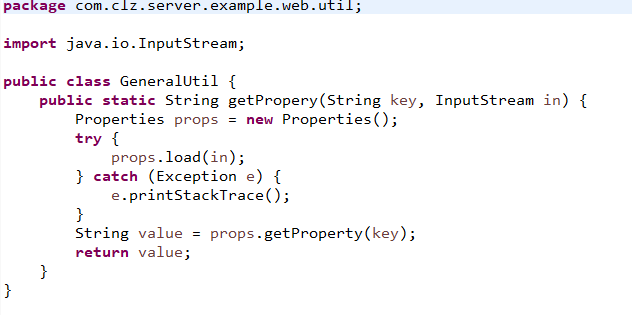 package com.clz.server.example.web.util;
import java.io.InputStream;
public class GeneralUtil {
public static String getPropery(String key, InputStream in) {
Properties props = new Properties();
try {
props.load(in);
} catch (Exception e) {
e.printStackTrace();
}
String value = props.getProperty(key);
return value;
}
}